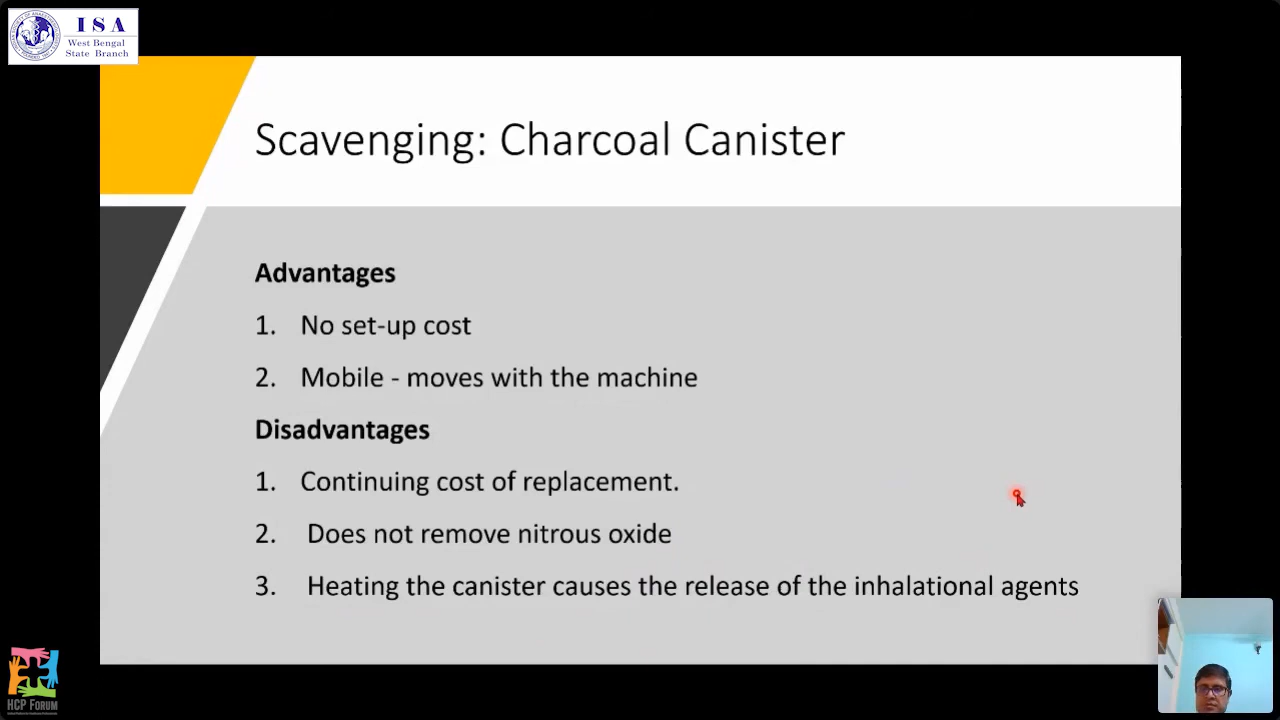 ISA
West Bengal
State Branch
Scavenging: Charcoal Canister
Advantages
1. No set-up cost
2. Mobile - moves with the machine
Disadvantages
1. Continuing cost of replacement.
2. Does not remove nitrous oxide
3. Heating the canister causes the release of the inhalational agents
HCP FORUM